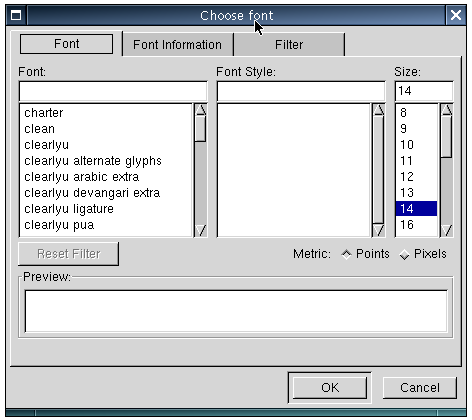 Choose font
Font
Font Information
Filter
Font:
Font Style:
Size:
14
charter
clean
clearlyu
clearlyu alternate glyphs
clearlyu arabic extra
clearlyu devangari extra
clearlyu ligature
clearlyu pua
8
9
10
11
12
13
14
16
Reset Filter
Metric:
Points
Pixels
Preview:
OK
Cancel